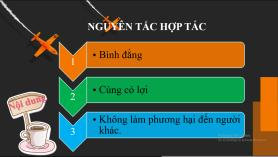 NGUYÊN TẮC HỢP TÁC
1
• Bình đẳng
2
• Cùng có lợi
3
• Không làm phương hại đến người
khác.
Nội dung